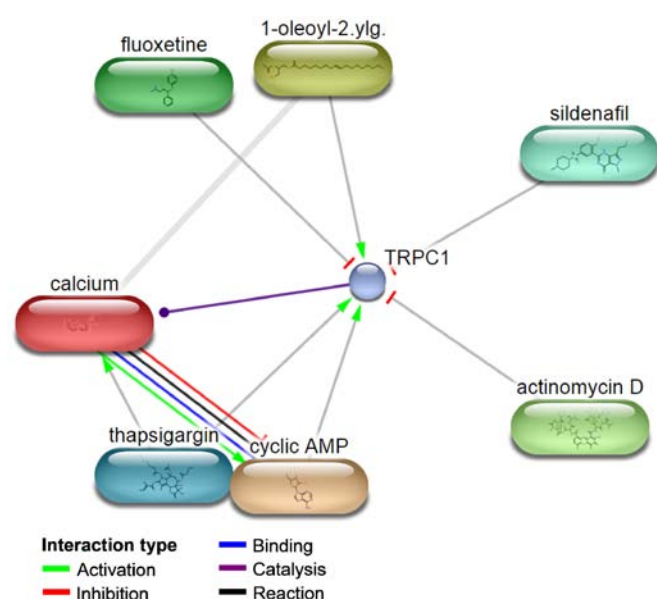 1-oleoyl-2.ylg.
fluoxetine
sildenafil
TRPC1
calcium
actinomycin D
thapsigargin
cyclic AMP
Interaction type
Activation
Inhibition
Binding
Catalysis
Reaction